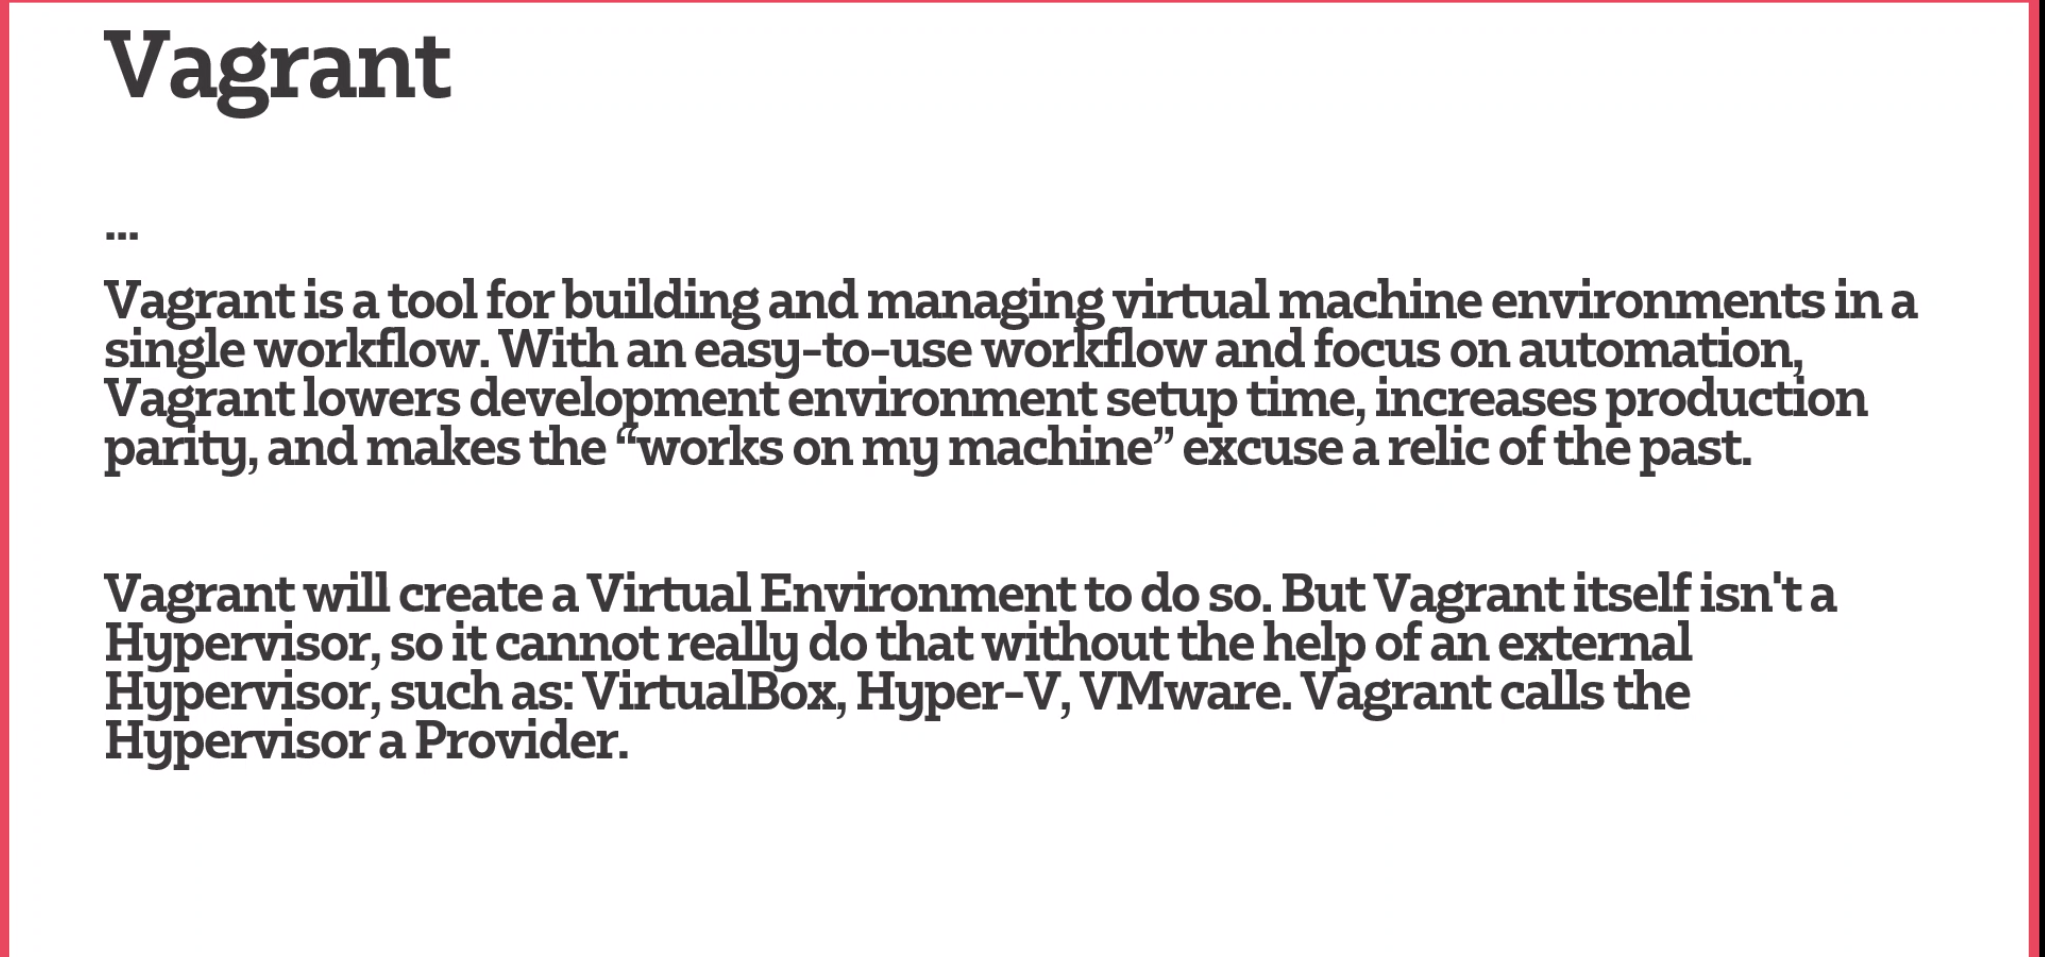 Vagrant
...
Vagrant is a tool for building and managing virtual machine environments in a
single workflow. With an easy-to-use workflow and focus on automation,
Vagrant lowers development environment setup time, increases production
parity, and makes the “works on my machine” excuse a relic of the past.
Vagrant will create a Virtual Environment to do so. But Vagrant itself isn't a
Hypervisor, so it cannot really do that without the help of an external
Hypervisor, such as: VirtualBox, Hyper-V, VMware. Vagrant calls the
Hypervisor a Provider.